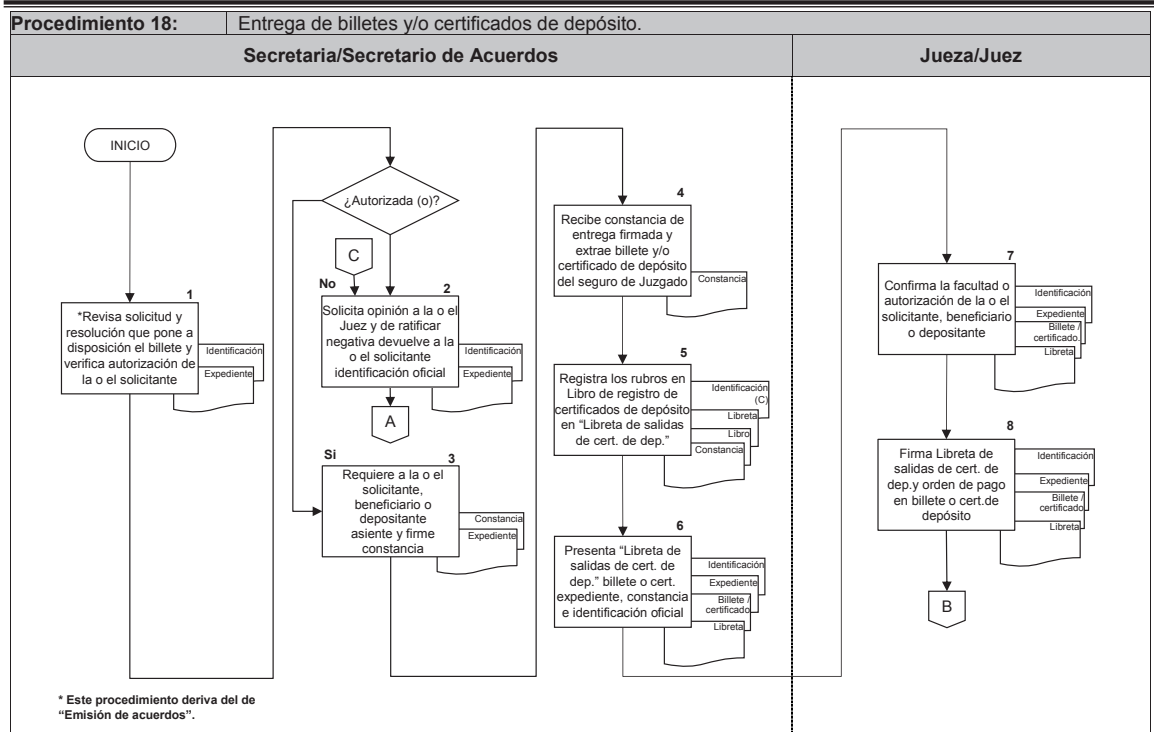 Procedimiento 18: Entrega de billetes y/o certificados de depósito.
Secretaria/Secretario de Acuerdos
Jueza/Juez
INICIO
1
*Revisa solicitud y
resolución que pone a
disposición el billete y
verifica autorización de
la o el solicitante
Identificación
Expediente
¿Autorizada (o)?
C
No
2
Solicita opinión a la o el
Juez y de ratificar
negativa devuelve a la
o el solicitante
identificación oficial
Identificación
Expediente
A
Si
3
Requiere a la o el
solicitante,
beneficiario o
depositante
asiente y firme
constancia
Constancia
Expediente
4
Recibe constancia de
entrega firmada y
extrae billete y/o
certificado de depósito
del seguro de Juzgado
Constancia
5
Registra los rubros en
Libro de registro de
certificados de depósito
en “Libreta de salidas
de cert. de dep.”
Identificación
(C)
Libreta
Libro
Constancia
6
Presenta “Libreta de
salidas de cert. de
dep.” billete o cert.
expediente, constancia
e identificación oficial
Identificación
Expediente
Billete /
certificado
Libreta
7
Confirma la facultad o
autorización de la o el
solicitante, beneficiario
o depositante
Identificación
Expediente
Billete /
certificado.
Libreta
8
Firma Libreta de
salidas de cert. de
dep.y orden de pago
en billete o cert.de
depósito
Identificación
Expediente
Billete /
certificado
Libreta
B
* Este procedimiento deriva del de
“Emisión de acuerdos”.